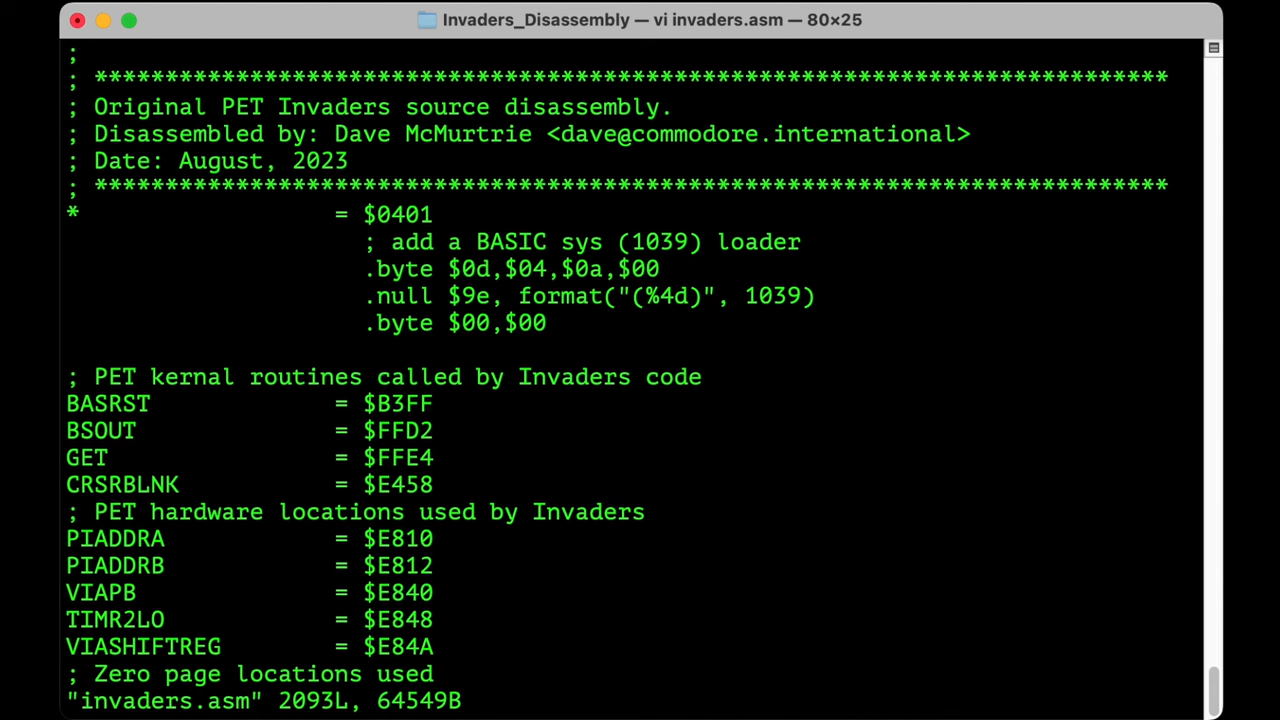 Invaders_Disassembly — vi invaders.asm — 80×25
;
; ****************************************************************************
; Original PET Invaders source disassembly.
; Disassembled by: Dave McMurtrie <dave@commodore.international>
; Date: August, 2023
; ****************************************************************************
*                   = $0401
                      ; add a BASIC sys (1039) loader
                      .byte $0d,$04,$0a,$00
                      .null $9e, format("(%4d)", 1039)
                      .byte $00,$00
; PET kernal routines called by Invaders code
BASRST              = $B3FF
BSOUT               = $FFD2
GET                 = $FFE4
CRSRBLNK            = $E458
; PET hardware locations used by Invaders
PIADDRA             = $E810
PIADDRB             = $E812
VIAPB               = $E840
TIMR2LO             = $E848
VIASHIFTREG         = $E84A
; Zero page locations used
"invaders.asm" 2093L, 64549B